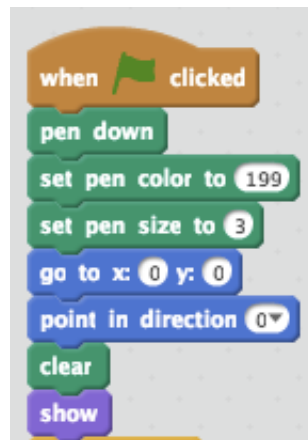 when clicked
pen down
set pen color to 199
set pen size to 3
go to x: 0 y: 0
point in direction 0
clear
show